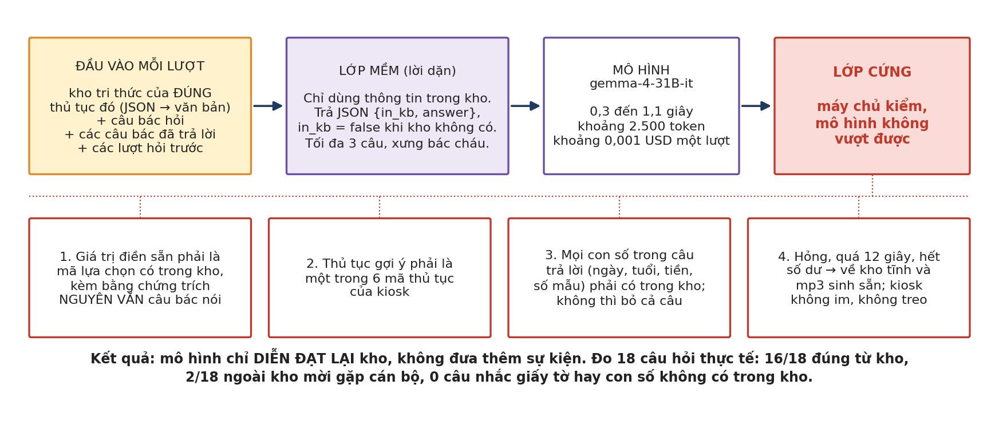 ĐẦU VÀO MỖI LƯỢT
kho tri thức của ĐÚNG
thủ tục đó (JSON → văn bản)
+ câu bác hỏi
+ các câu bác đã trả lời
+ các lượt hỏi trước
LỚP MỀM (lời dặn)
Chỉ dùng thông tin trong kho.
Trả JSON {in_kb, answer},
in_kb = false khi kho không có.
Tối đa 3 câu, xưng bác cháu.
MÔ HÌNH
gemma-4-31B-it
0,3 đến 1,1 giây
khoảng 2.500 token
khoảng 0,001 USD một lượt
LỚP CỨNG
máy chủ kiểm,
mô hình không
vượt được
1. Giá trị điền sẵn phải là
mã lựa chọn có trong kho,
kèm bằng chứng trích
NGUYÊN VĂN câu bác nói
2. Thủ tục gợi ý phải là
một trong 6 mã thủ tục
của kiosk
3. Mọi con số trong câu
trả lời (ngày, tuổi, tiền,
số mẫu) phải có trong kho;
không thì bỏ cả câu
4. Hỏng, quá 12 giây, hết
số dư → về kho tĩnh và
mp3 sinh sẵn; kiosk
không im, không treo
Kết quả: mô hình chỉ DIỄN ĐẠT LẠI kho, không đưa thêm sự kiện. Đo 18 câu hỏi thực tế: 16/18 đúng từ kho,
2/18 ngoài kho mời gặp cán bộ, 0 câu nhắc giấy tờ hay con số không có trong kho.